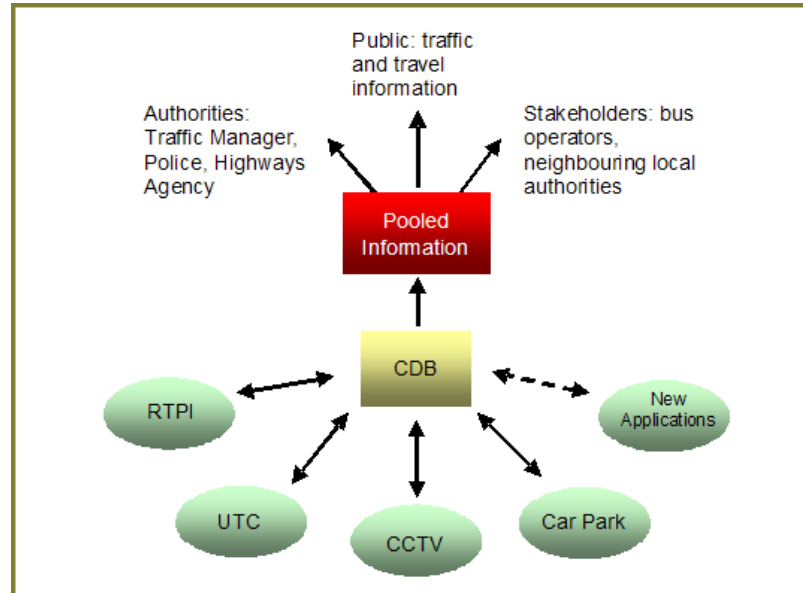 Public: traffic
and travel
information
Authorities:
Traffic Manager,
Police, Highways
Agency
Stakeholders: bus
operators,
neighbouring local
authorities
Pooled
Information
CDB
RTPI
New
Applications
UTC
CCTV
Car Park